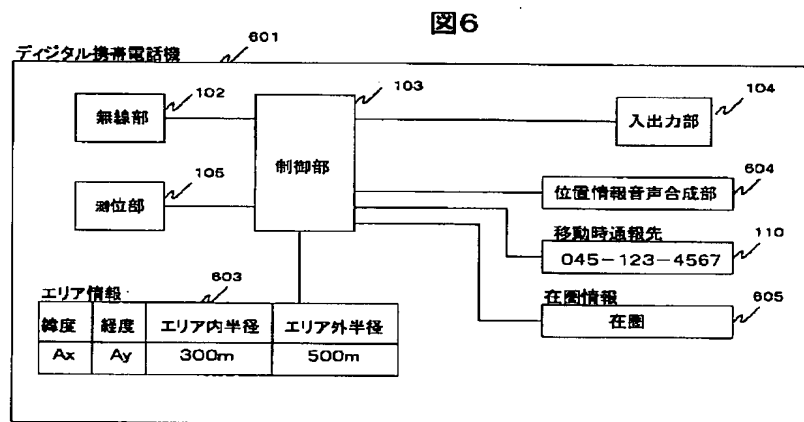 図6
ディジタル携帯電話機
601
無線部
102
103
制御部
入出力部
104
測位部
105
位置情報音声合成部
604
移動時通報先
045-123-4567
110
エリア情報
603
在圏情報
在圏
605
緯度 経度 エリア内半径 エリア外半径
Ax Ay 300m 500m